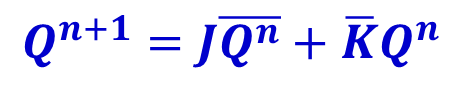 $Q^{n+1} = J\overline{Q^n} + \overline{K}Q^n$